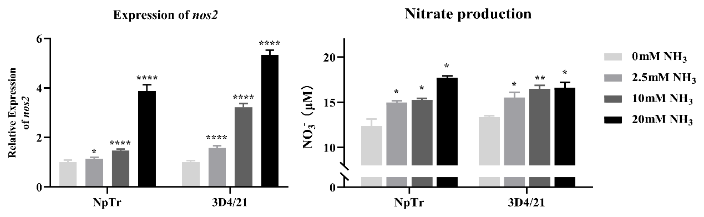 Expression of nos2
Relative Expression
of nos2
6
4
2
0
*
****
****
****
****
****
NpTr
3D4/21
Nitrate production
NO₃⁻ (μM)
20
15
10
0
*
*
*
*
**
*
NpTr
3D4/21
0mM NH₃
2.5mM NH₃
10mM NH₃
20mM NH₃